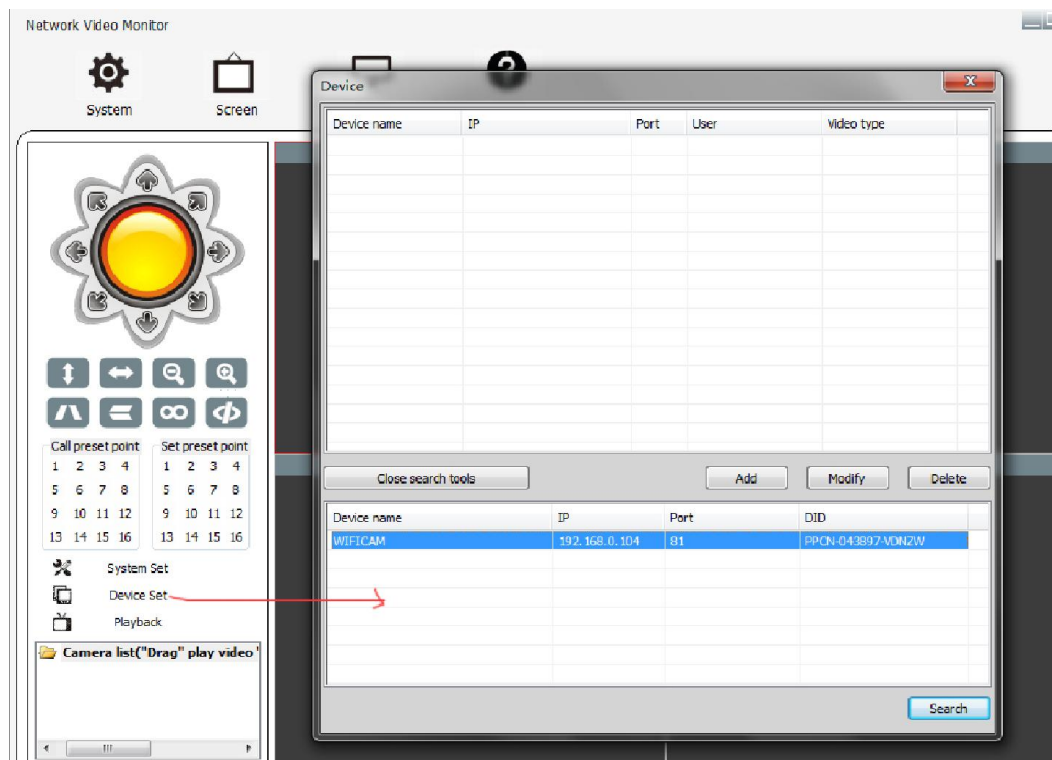 Network Video Monitor
System
Screen
?
Device
X
Device name IP Port User Video type
Call preset point Set preset point
1 2 3 4 1 2 3 4
5 6 7 8 5 6 7 8
9 10 11 12 9 10 11 12
13 14 15 16 13 14 15 16
Close search tools Add Modify Delete
Device name IP Port DID
WIFICAM 192.168.0.104 81 PPCN-043897-VDNZW
System Set
Device Set
Playback
Camera list("Drag" play video "
Search